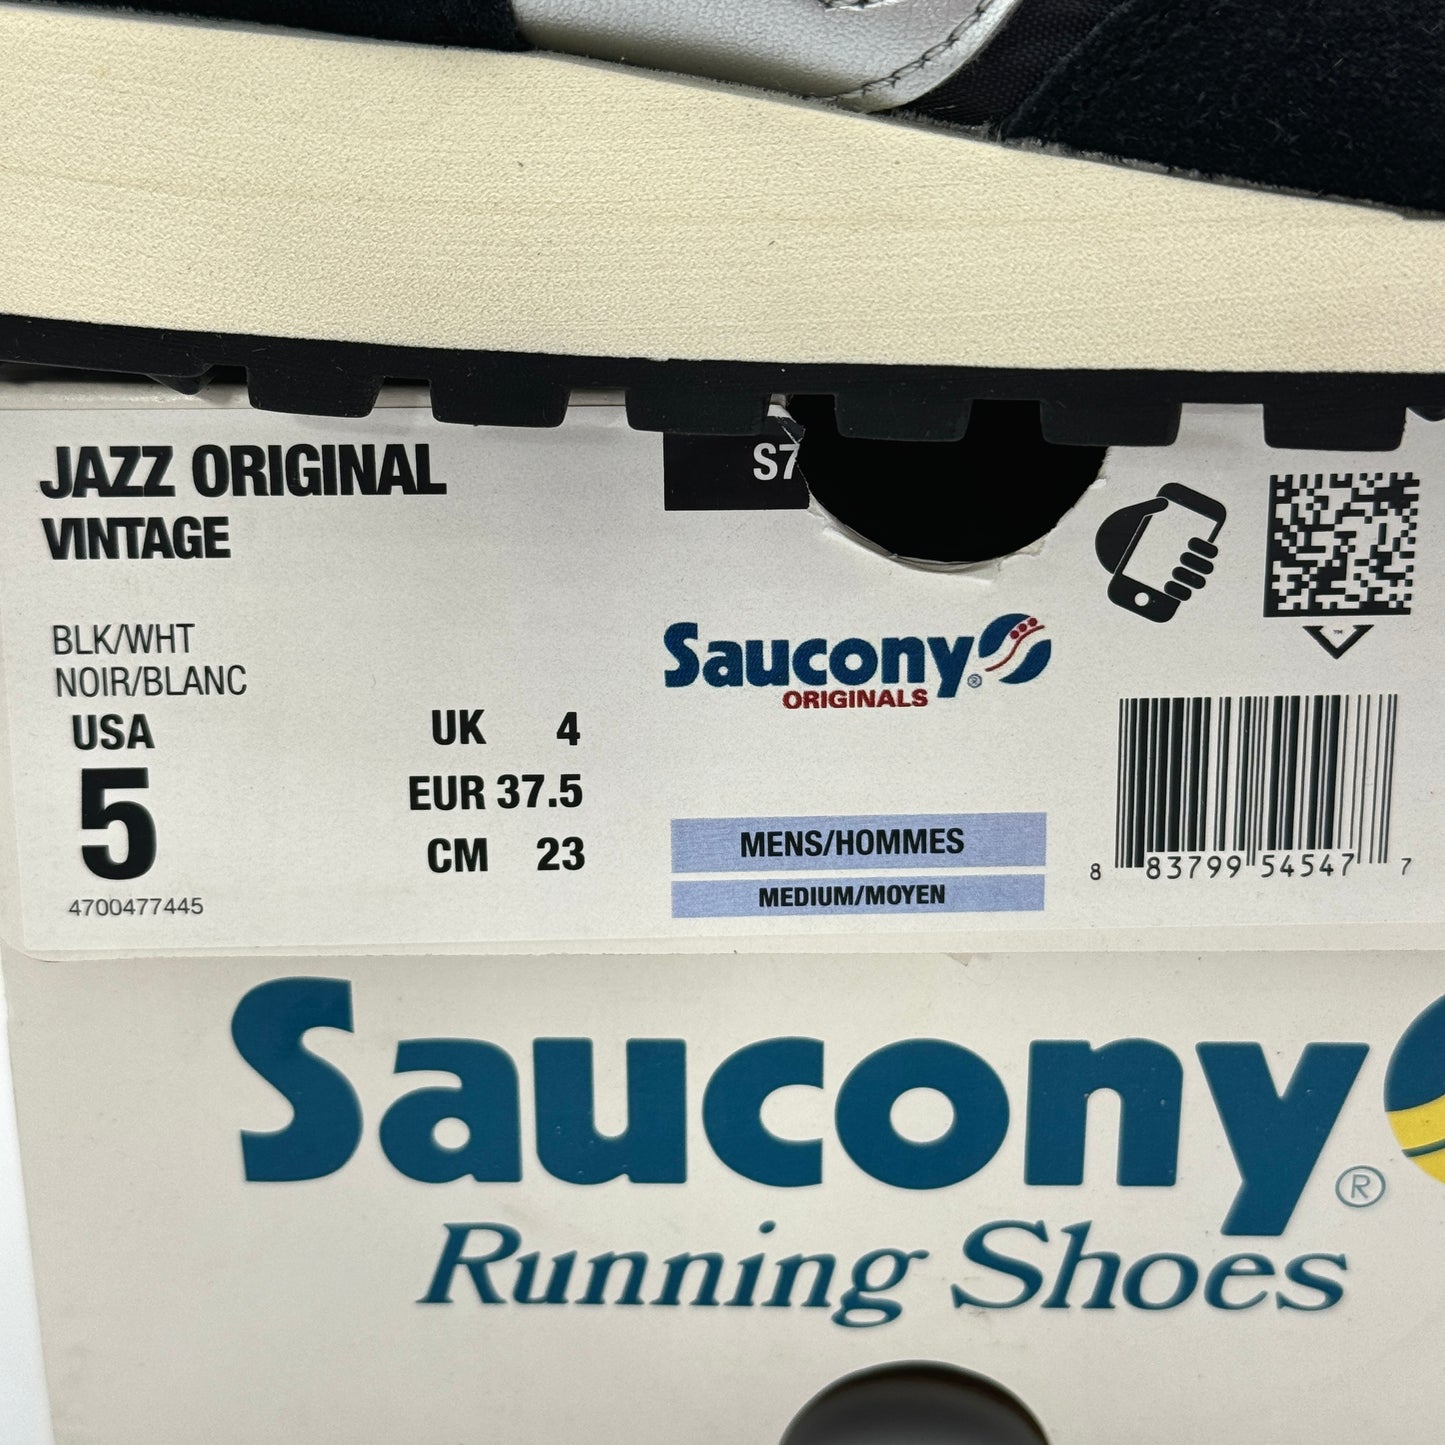 JAZZ ORIGINAL
VINTAGE
BLK/WHT
NOIR/BLANC
USA
5
4700477445
UK 4
EUR 37.5
CM 23
S7
Saucony®
ORIGINALS
MENS/HOMMES
MEDIUM/MOYEN
™
8 83799 54547 7
Saucony®
Running Shoes